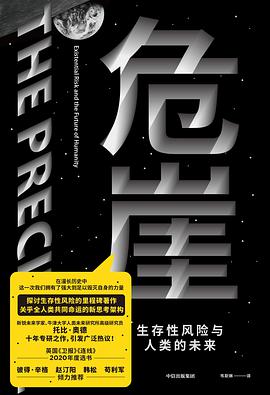 THE PRECIPICE
Existential Risk and the Future of Humanity
危崖
生存性风险与
人类的未来
在漫长历史中
这一次我们拥有了强大到足以毁灭自身的力量
探讨生存性风险的里程碑著作
关乎全人类共同命运的新思考架构
新锐未来学家，牛津大学人类未来研究所高级研究员
托比·奥德
十年专研之作，引发广泛热议！
英国《卫报》《连线》
2020年度选书
彼得·辛格 赵汀阳 韩松 苟利军
倾力推荐
中信出版集团